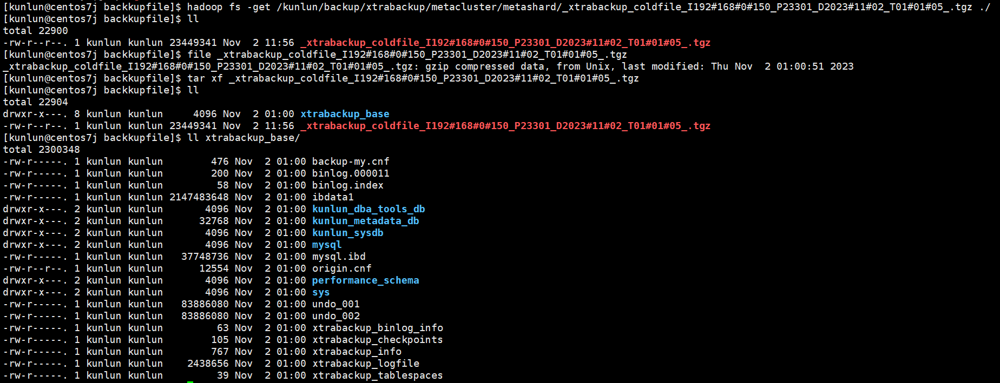 [kunlun@centos7j backkupfile]$ hadoop fs -get /kunlun/backup/xtrabackup/metacluster/metashard/_xtrabackup_coldfile_I192#168#0#150_P23301_D2023#11#02_T01#01#05_.tgz ./
[kunlun@centos7j backkupfile]$ ll
total 22900
-rw-r--r--. 1 kunlun kunlun 23449341 Nov  2 11:56 _xtrabackup_coldfile_I192#168#0#150_P23301_D2023#11#02_T01#01#05_.tgz
[kunlun@centos7j backkupfile]$ file _xtrabackup_coldfile_I192#168#0#150_P23301_D2023#11#02_T01#01#05_.tgz
_xtrabackup_coldfile_I192#168#0#150_P23301_D2023#11#02_T01#01#05_.tgz: gzip compressed data, from Unix, last modified: Thu Nov  2 01:00:51 2023
[kunlun@centos7j backkupfile]$ tar xf _xtrabackup_coldfile_I192#168#0#150_P23301_D2023#11#02_T01#01#05_.tgz
[kunlun@centos7j backkupfile]$ ll
total 22904
drwxr-x---. 8 kunlun kunlun     4096 Nov  2 01:00 xtrabackup_base
-rw-r--r--. 1 kunlun kunlun 23449341 Nov  2 11:56 _xtrabackup_coldfile_I192#168#0#150_P23301_D2023#11#02_T01#01#05_.tgz
[kunlun@centos7j backkupfile]$ ll xtrabackup_base/
total 2300348
-rw-r-----. 1 kunlun kunlun        476 Nov  2 01:00 backup-my.cnf
-rw-r-----. 1 kunlun kunlun        200 Nov  2 01:00 binlog.000011
-rw-r-----. 1 kunlun kunlun         58 Nov  2 01:00 binlog.index
-rw-r-----. 1 kunlun kunlun 2147483648 Nov  2 01:00 ibdata1
drwxr-x---. 2 kunlun kunlun       4096 Nov  2 01:00 kunlun_dba_tools_db
drwxr-x---. 2 kunlun kunlun      32768 Nov  2 01:00 kunlun_metadata_db
drwxr-x---. 2 kunlun kunlun       4096 Nov  2 01:00 kunlun_sysdb
drwxr-x---. 2 kunlun kunlun       4096 Nov  2 01:00 mysql
-rw-r-----. 1 kunlun kunlun   37748736 Nov  2 01:00 mysql.ibd
-rw-r--r--. 1 kunlun kunlun      12554 Nov  2 01:00 origin.cnf
drwxr-x---. 2 kunlun kunlun       4096 Nov  2 01:00 performance_schema
drwxr-x---. 2 kunlun kunlun       4096 Nov  2 01:00 sys
-rw-r-----. 1 kunlun kunlun   83886080 Nov  2 01:00 undo_001
-rw-r-----. 1 kunlun kunlun   83886080 Nov  2 01:00 undo_002
-rw-r-----. 1 kunlun kunlun         63 Nov  2 01:00 xtrabackup_binlog_info
-rw-r-----. 1 kunlun kunlun        105 Nov  2 01:00 xtrabackup_checkpoints
-rw-r-----. 1 kunlun kunlun        767 Nov  2 01:00 xtrabackup_info
-rw-r-----. 1 kunlun kunlun    2438656 Nov  2 01:00 xtrabackup_logfile
-rw-r-----. 1 kunlun kunlun         39 Nov  2 01:00 xtrabackup_tablespaces